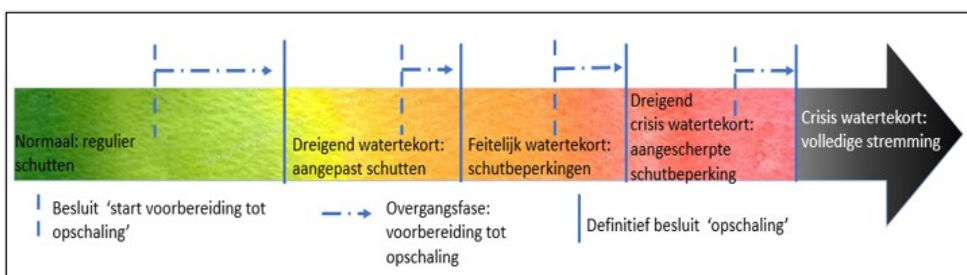 Normaal: regulier
schutten
Dreigend watertekort:
aangepast schutten
Feitelijk watertekort:
schutbeperkingen
Dreigend
crisis watertekort:
aangescherpte
schutbeperking
Crisis watertekort:
volledige stremming
Besluit ‘start voorbereiding tot
opschaling’
Overgangsfase:
voorbereiding tot
opschaling
Definitief besluit ‘opschaling’